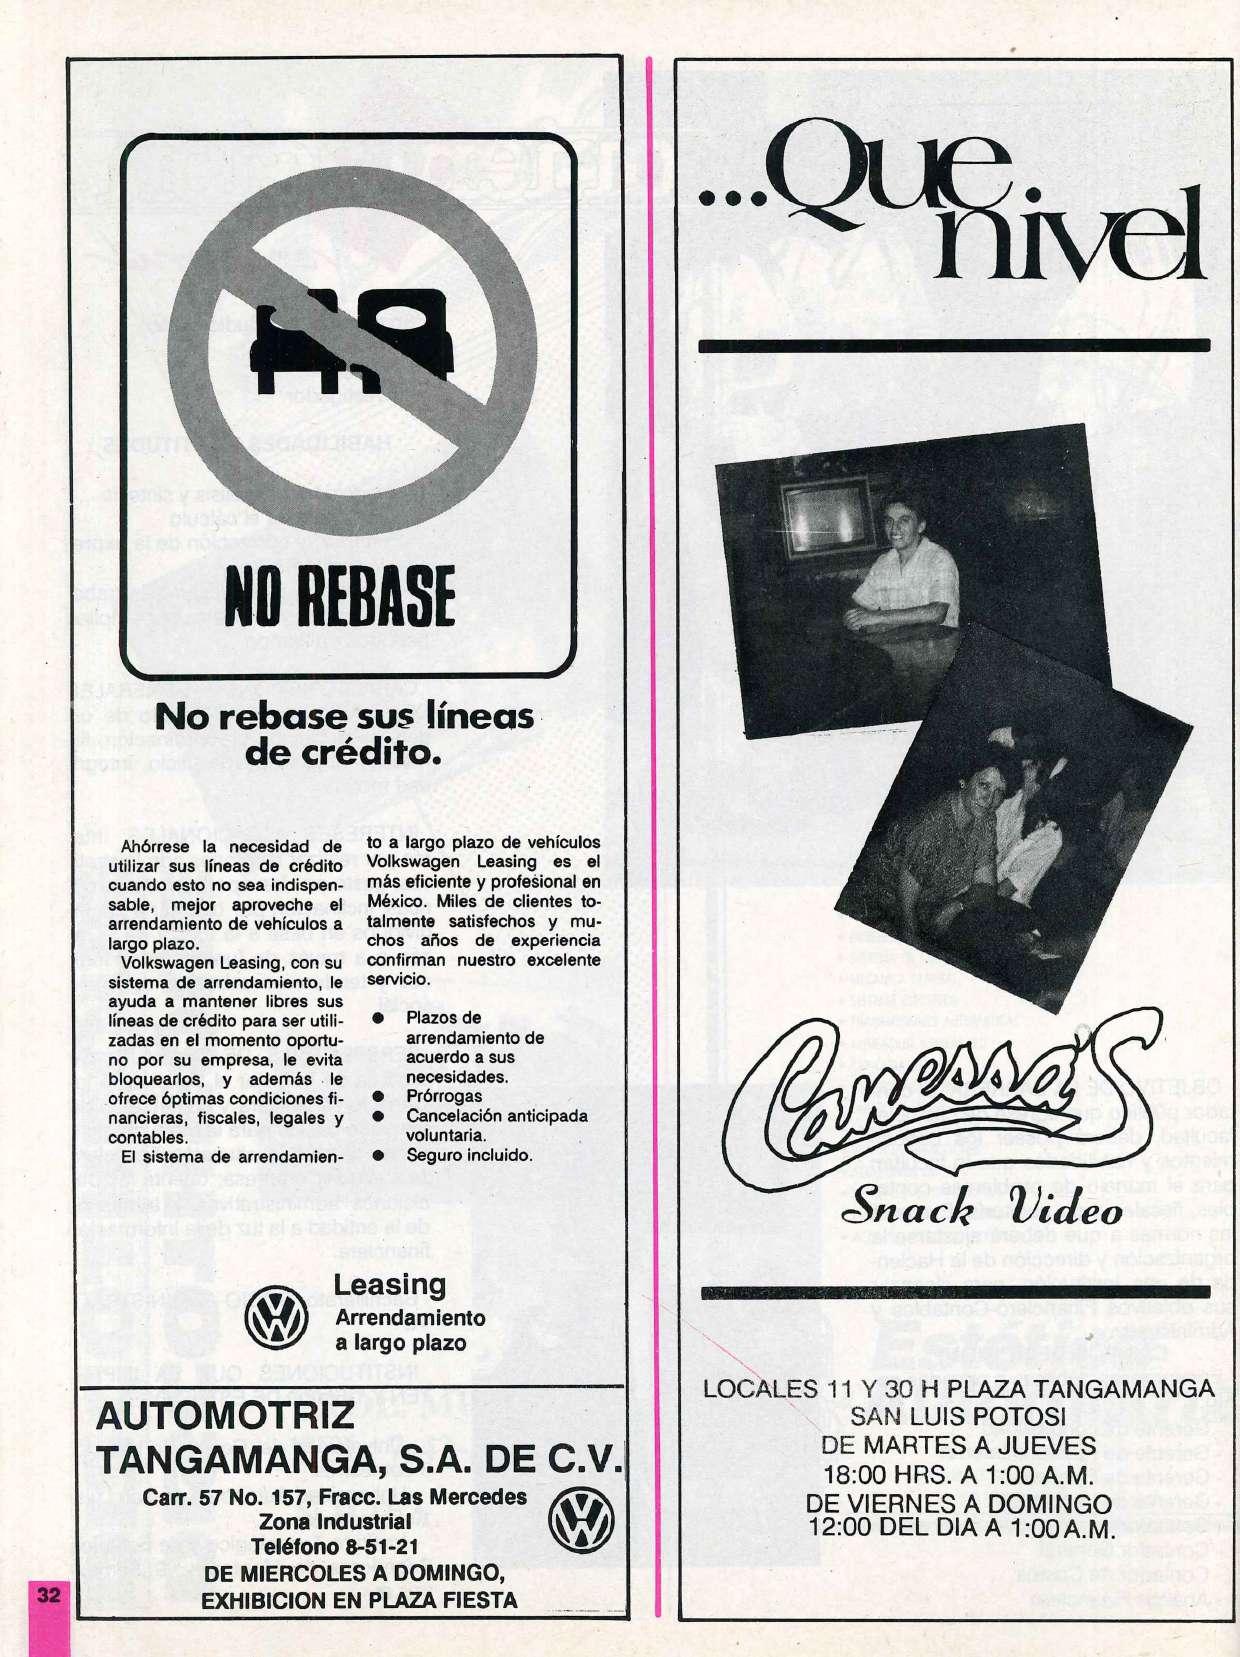 NO REBASE
No rebase sus líneas
de crédito.
Ahórrese la necesidad de
utilizar sus líneas de crédito
cuando esto no sea indispen-
sable, mejor aproveche el
arrendamiento de vehículos a
largo plazo.
Volkswagen Leasing, con su
sistema de arrendamiento, le
ayuda a mantener libres sus
líneas de crédito para ser utili-
zadas en el momento oportu-
no por su empresa, le evita
bloquearlos, y además le
ofrece óptimas condiciones fi-
nancieras, fiscales, legales y
contables.
El sistema de arrendamien-
to a largo plazo de vehículos
Volkswagen Leasing es el
más eficiente y profesional en
México. Miles de clientes to-
talmente satisfechos y mu-
chos años de experiencia
confirman nuestro excelente
servicio.
● Plazos de
arrendamiento de
acuerdo a sus
necesidades.
● Prórrogas
● Cancelación anticipada
voluntaria.
● Seguro incluido.
Leasing
Arrendamiento
a largo plazo
AUTOMOTRIZ
TANGAMANGA, S.A. DE C.V.
Carr. 57 No. 157, Fracc. Las Mercedes
Zona Industrial
Teléfono 8-51-21
DE MIERCOLES A DOMINGO,
EXHIBICION EN PLAZA FIESTA
32
...Que
nivel
Canessa's
Snack Video
LOCALES 11 Y 30 H PLAZA TANGAMANGA
SAN LUIS POTOSI
DE MARTES A JUEVES
18:00 HRS. A 1:00 A.M.
DE VIERNES A DOMINGO
12:00 DEL DIA A 1:00 A.M.